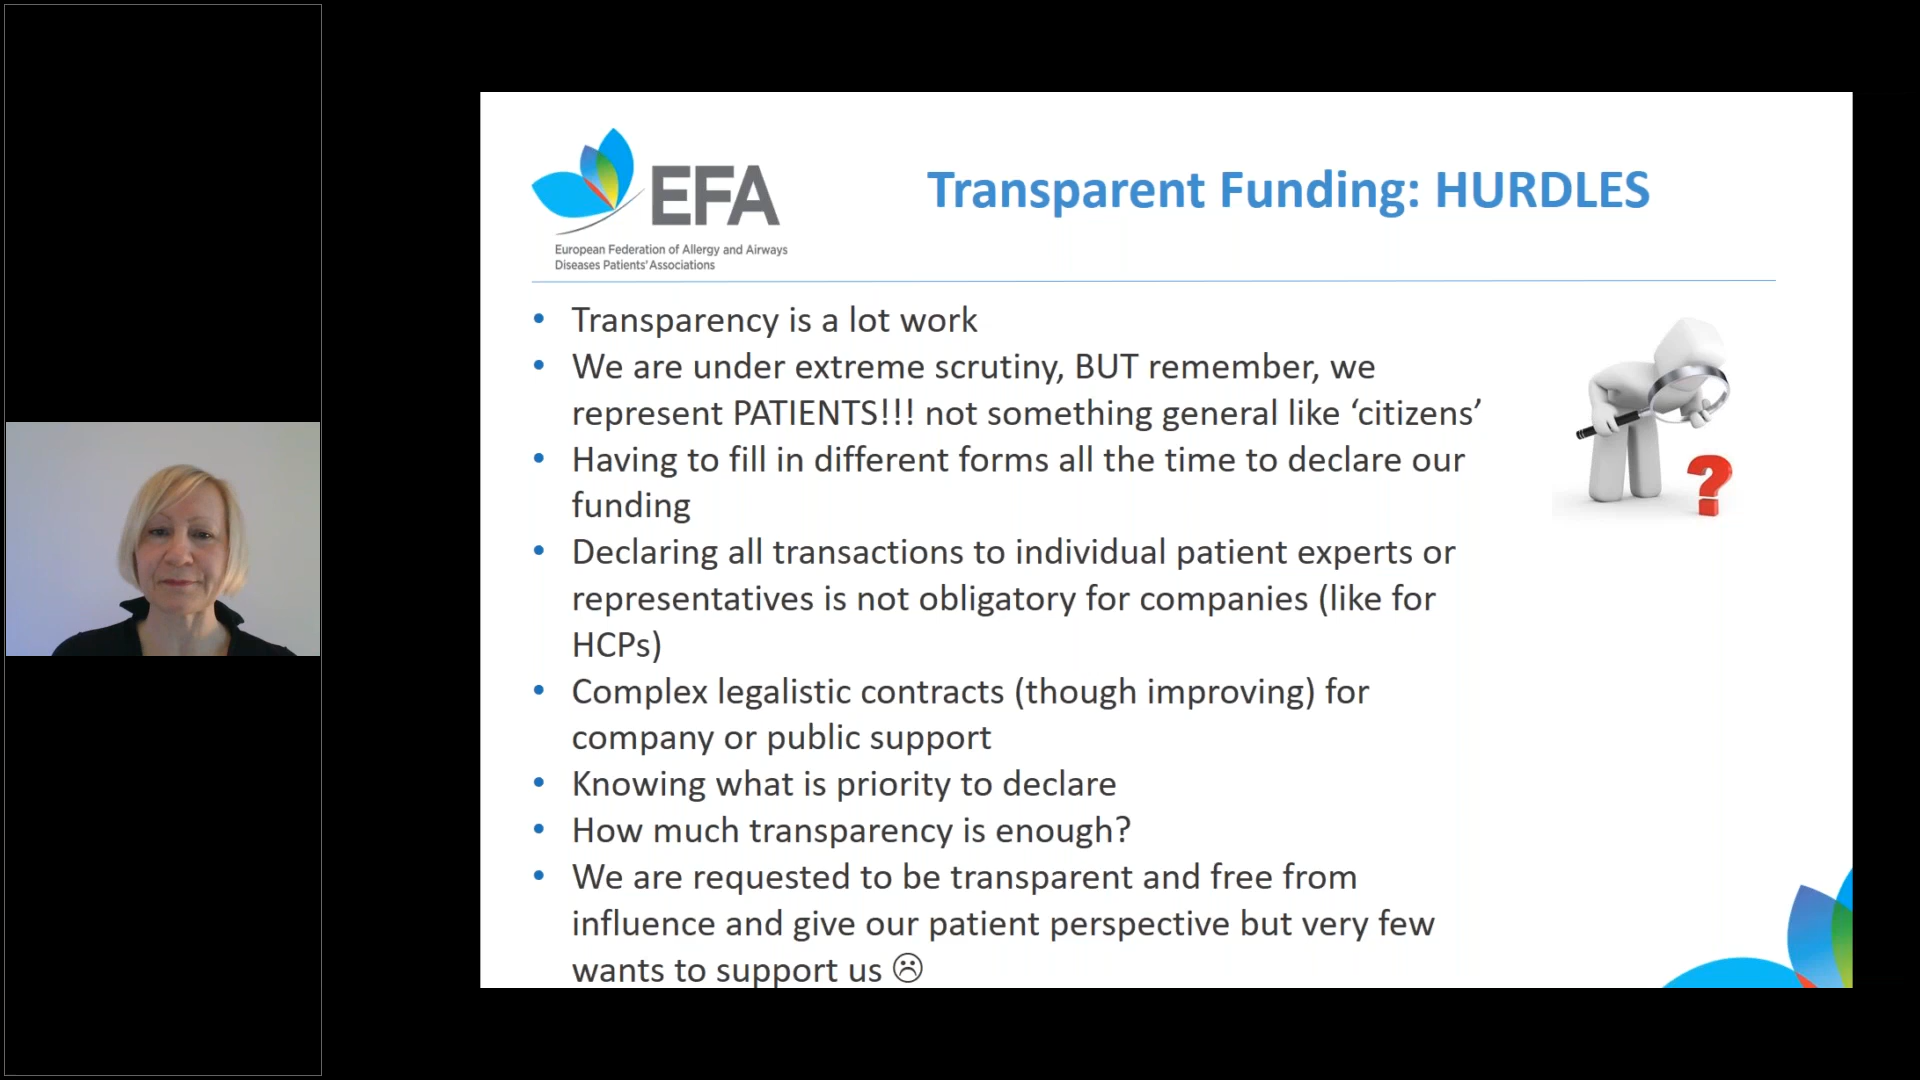 EFA
European Federation of Allergy and Airways
Diseases Patients' Associations
Transparent Funding: HURDLES
• Transparency is a lot work
• We are under extreme scrutiny, BUT remember, we
represent PATIENTS!!! not something general like ‘citizens’
• Having to fill in different forms all the time to declare our
funding
• Declaring all transactions to individual patient experts or
representatives is not obligatory for companies (like for
HCPs)
• Complex legalistic contracts (though improving) for
company or public support
• Knowing what is priority to declare
• How much transparency is enough?
• We are requested to be transparent and free from
influence and give our patient perspective but very few
wants to support us ☹
?